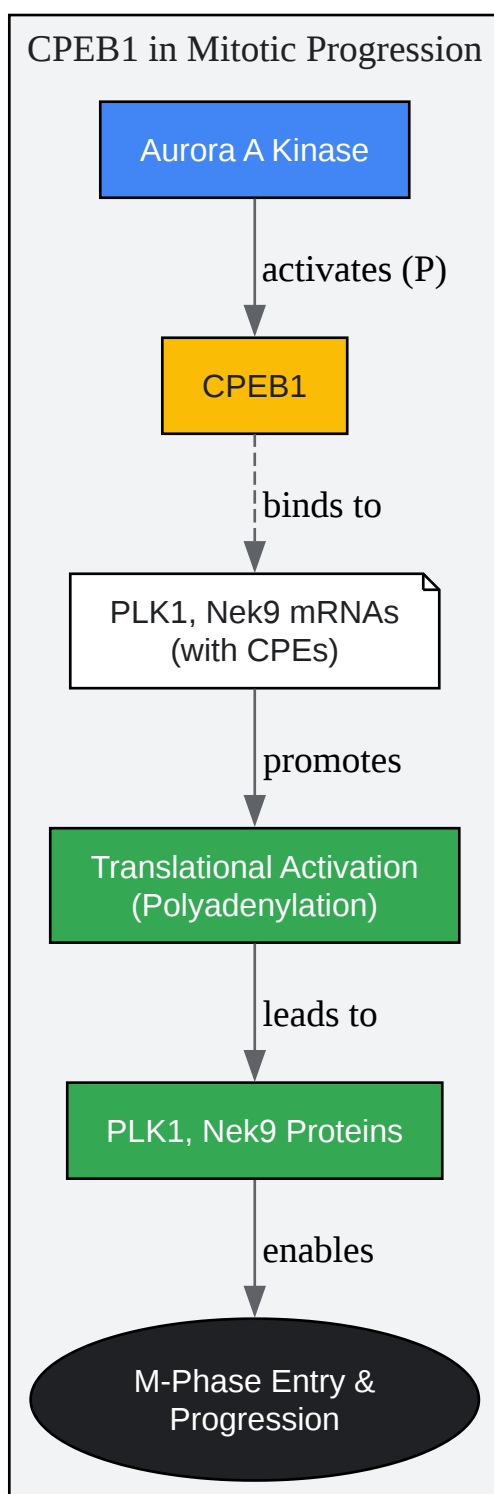 CPEB1 in Mitotic Progression
Aurora A Kinase
activates (P)
CPEB1
binds to
PLK1, Nek9 mRNAs
(with CPEs)
promotes
Translational Activation
(Polyadenylation)
leads to
PLK1, Nek9 Proteins
enables
M-Phase Entry &
Progression